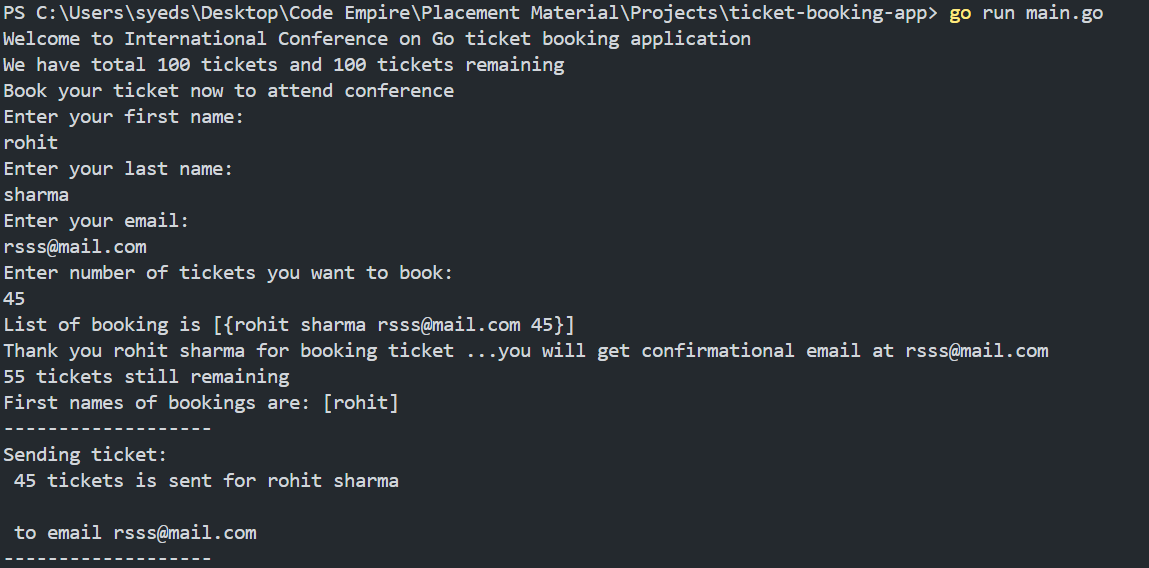 PS C:\Users\syeds\Desktop\Code Empire\Placement Material\Projects\ticket-booking-app> go run main.go
Welcome to International Conference on Go ticket booking application
We have total 100 tickets and 100 tickets remaining
Book your ticket now to attend conference
Enter your first name:
rohit
Enter your last name:
sharma
Enter your email:
rsss@mail.com
Enter number of tickets you want to book:
45
List of booking is [{rohit sharma rsss@mail.com 45}]
Thank you rohit sharma for booking ticket ...you will get confirmational email at rsss@mail.com
55 tickets still remaining
First names of bookings are: [rohit]
-------------------
Sending ticket:
 45 tickets is sent for rohit sharma

 to email rsss@mail.com
-------------------